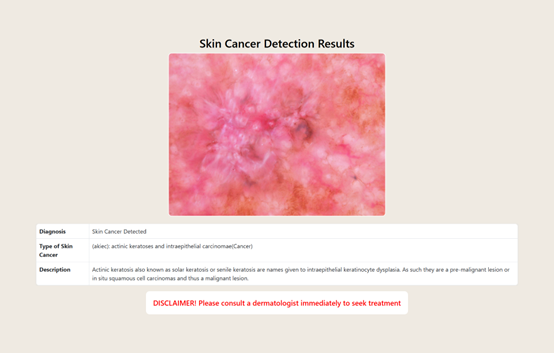 Skin Cancer Detection Results
Diagnosis Skin Cancer Detected
Type of Skin (akiec): actinic keratoses and intraepithelial carcinomae(Cancer)
Cancer
Description Actinic keratosis also known as solar keratosis or senile keratosis are names given to intraepithelial keratinocyte dysplasia. As such they are a pre-malignant lesion or
in situ squamous cell carcinomas and thus a malignant lesion.
DISCLAIMER! Please consult a dermatologist immediately to seek treatment